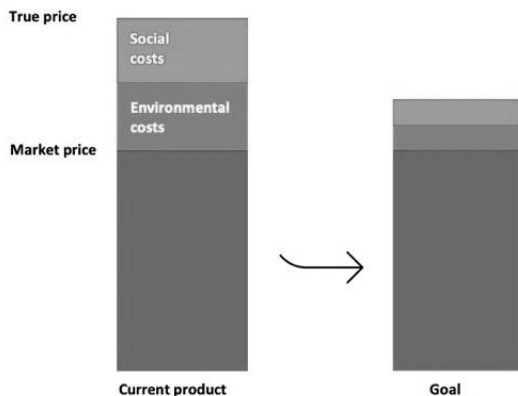 True price
Social
costs
Environmental
costs
Market price
Current product
Goal